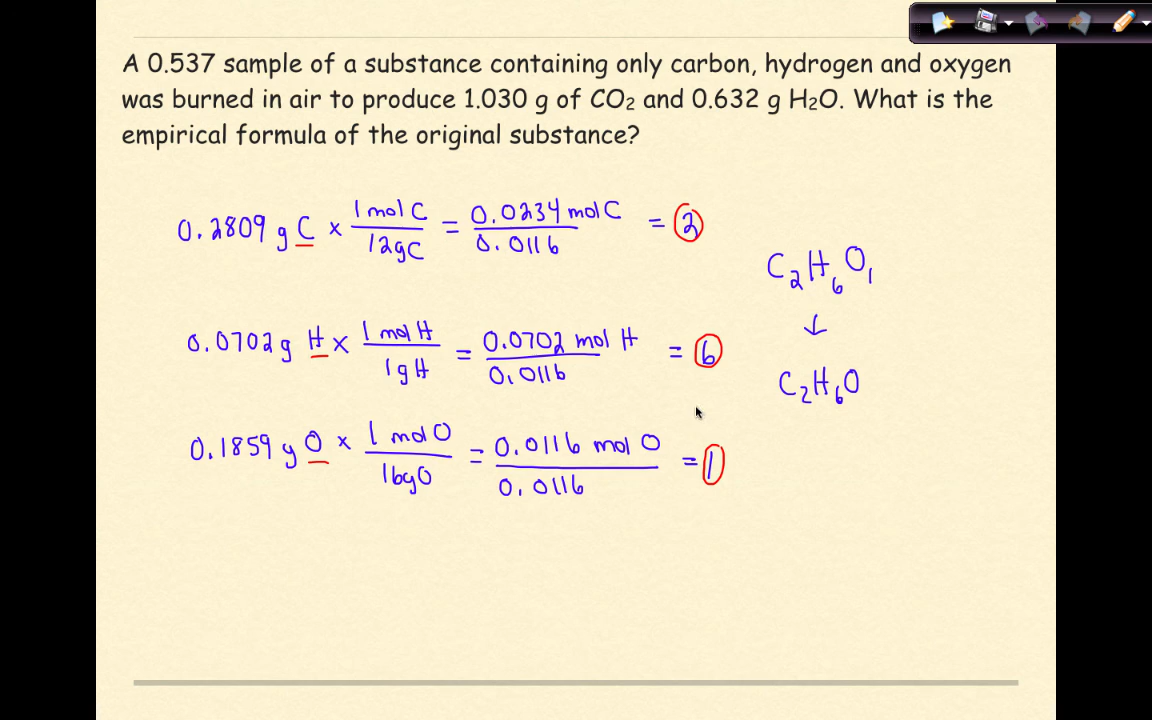 A 0.537 sample of a substance containing only carbon, hydrogen and oxygen
was burned in air to produce 1.030 g of CO₂ and 0.632 g H₂O. What is the
empirical formula of the original substance?
0.2809 g C × 1 mol C / 12 g C = 0.0234 mol C / 0.0116 = 2
C₂H₆O₁
↓
0.0702 g H × 1 mol H / 1 g H = 0.0702 mol H / 0.0116 = 6
C₂H₆O
0.1859 g O × 1 mol O / 16 g O = 0.0116 mol O / 0.0116 = 1